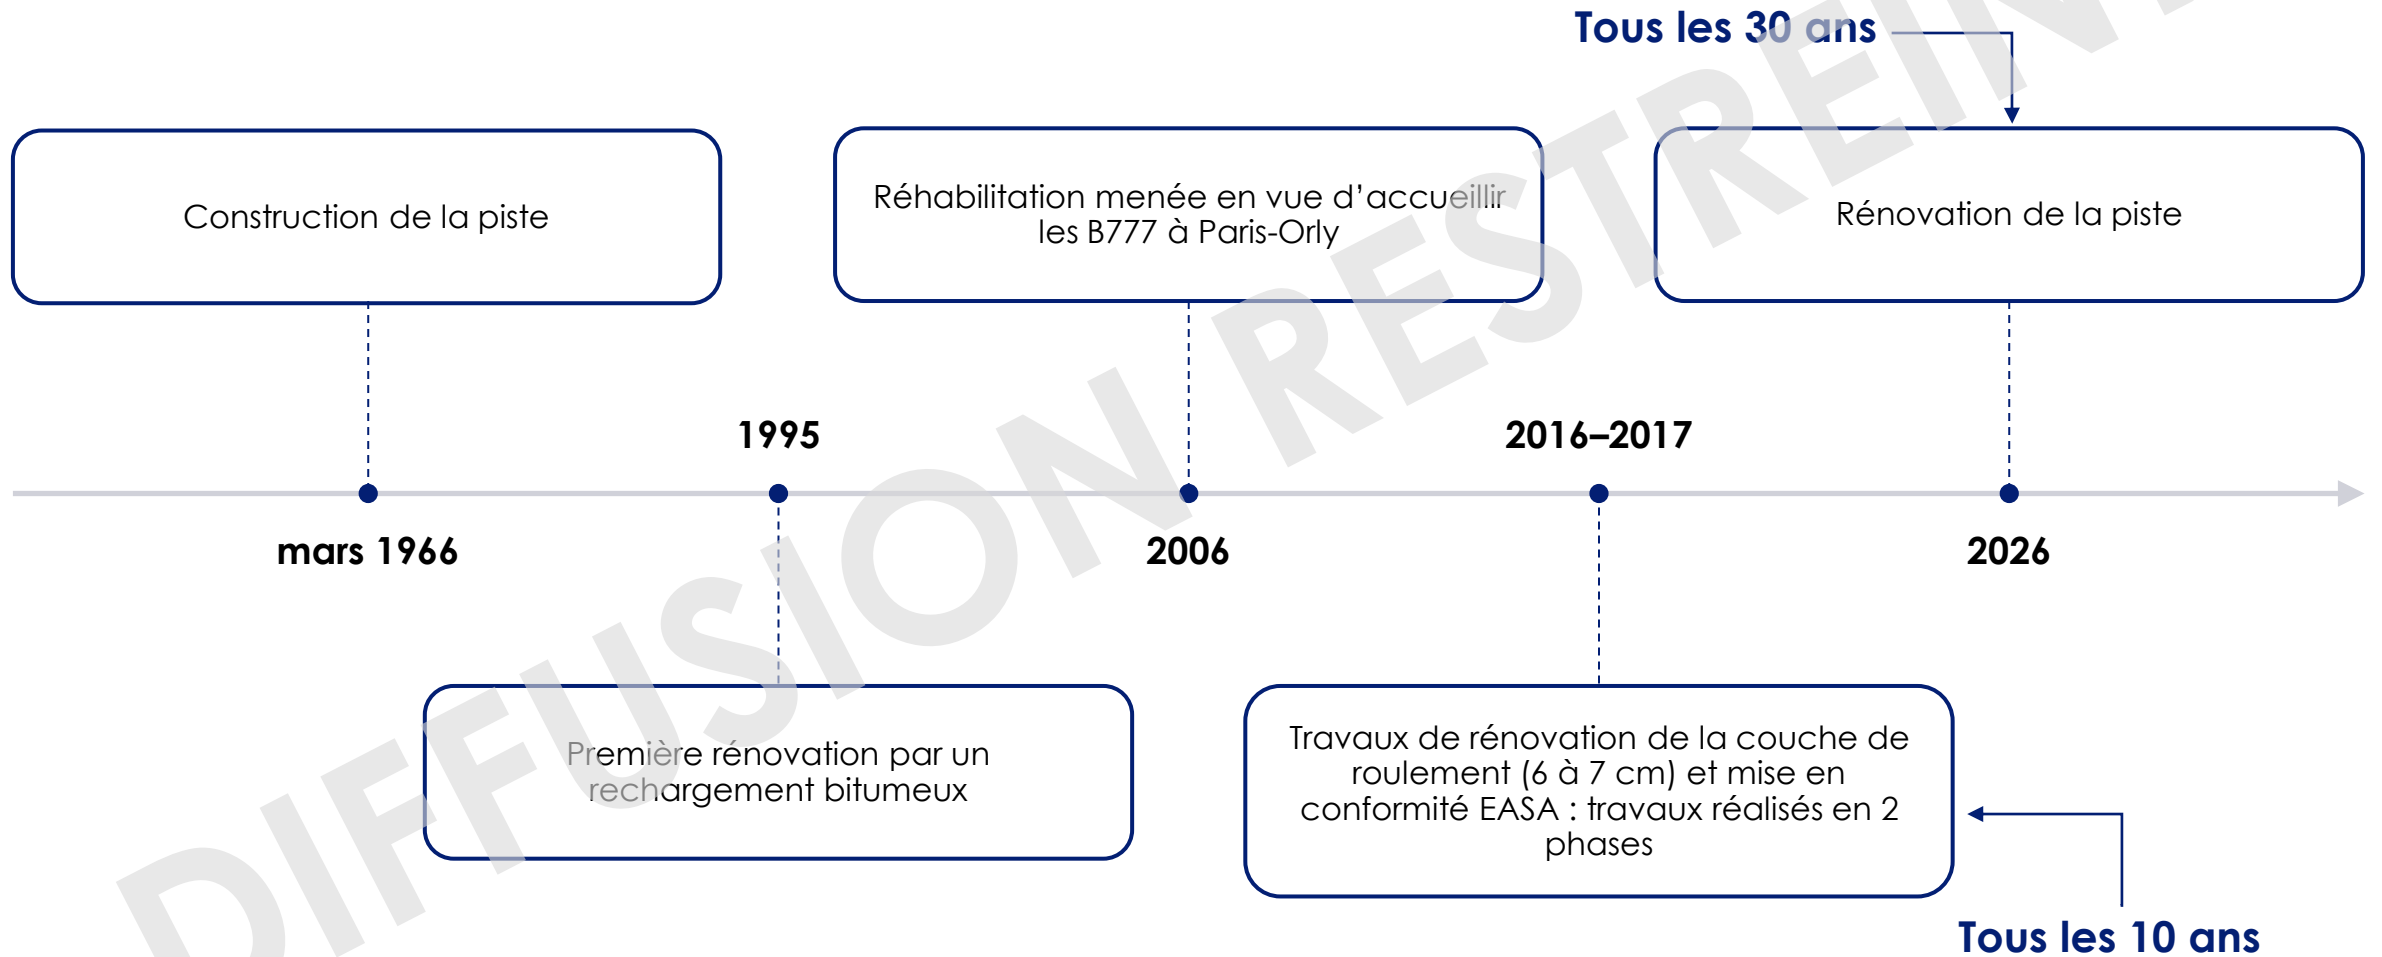 Tous les 30 ans
Construction de la piste
Réhabilitation menée en vue d’accueillir
les B777 à Paris-Orly
Rénovation de la piste
1995
2016–2017
mars 1966
2006
2026
Première rénovation par un
rechargement bitumeux
Travaux de rénovation de la couche de
roulement (6 à 7 cm) et mise en
conformité EASA : travaux réalisés en 2
phases
Tous les 10 ans
DIFFUSION RESTREIN